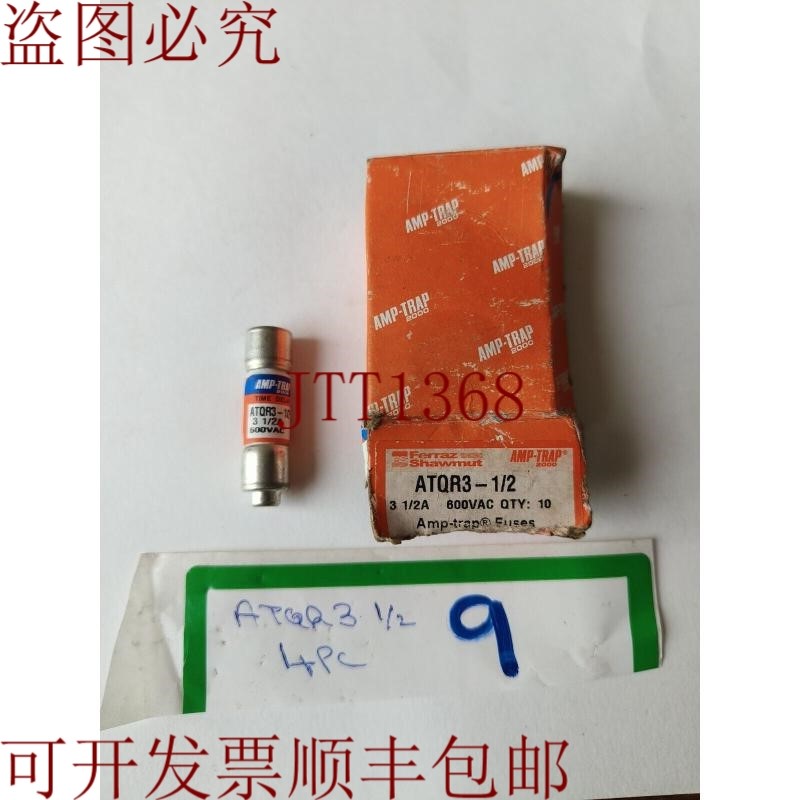 盗图必究
AMP-TRAP
AMP-TRAP
2000
AMP-TRAP
2000
AMP-TRAP
2000
AMP-TRAP
2000
JTT1368
AMP-TRAP
2000
TIME
ATQR3-1/2
3 1/2A
600VAC
Ferraz
Shawmut
AMP-TRAP®
2000
ATQR3-1/2
3 1/2A 600VAC QTY: 10
Amp-trap® Fuses
ATQR3 1/2
4PC
9
可开发票顺丰包邮